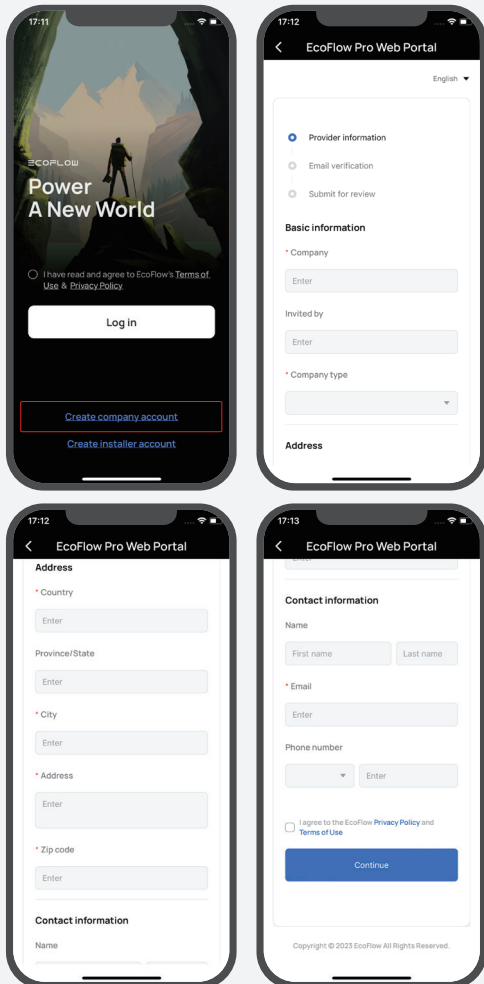 17:11
ECOFLOW
Power
A New World
I have read and agree to EcoFlow's Terms of
Use & Privacy Policy
Log in
Create company account
Create installer account
17:12
EcoFlow Pro Web Portal
English
Provider information
Email verification
Submit for review
Basic information
* Company
Enter
Invited by
Enter
* Company type
Address
17:12
EcoFlow Pro Web Portal
Address
* Country
Enter
Province/State
Enter
* City
Enter
* Address
Enter
* Zip code
Enter
Contact information
Name
17:13
EcoFlow Pro Web Portal
Contact information
Name
First name Last name
* Email
Enter
Phone number
Enter
I agree to the EcoFlow Privacy Policy and
Terms of Use
Continue
Copyright © 2023 EcoFlow All Rights Reserved.